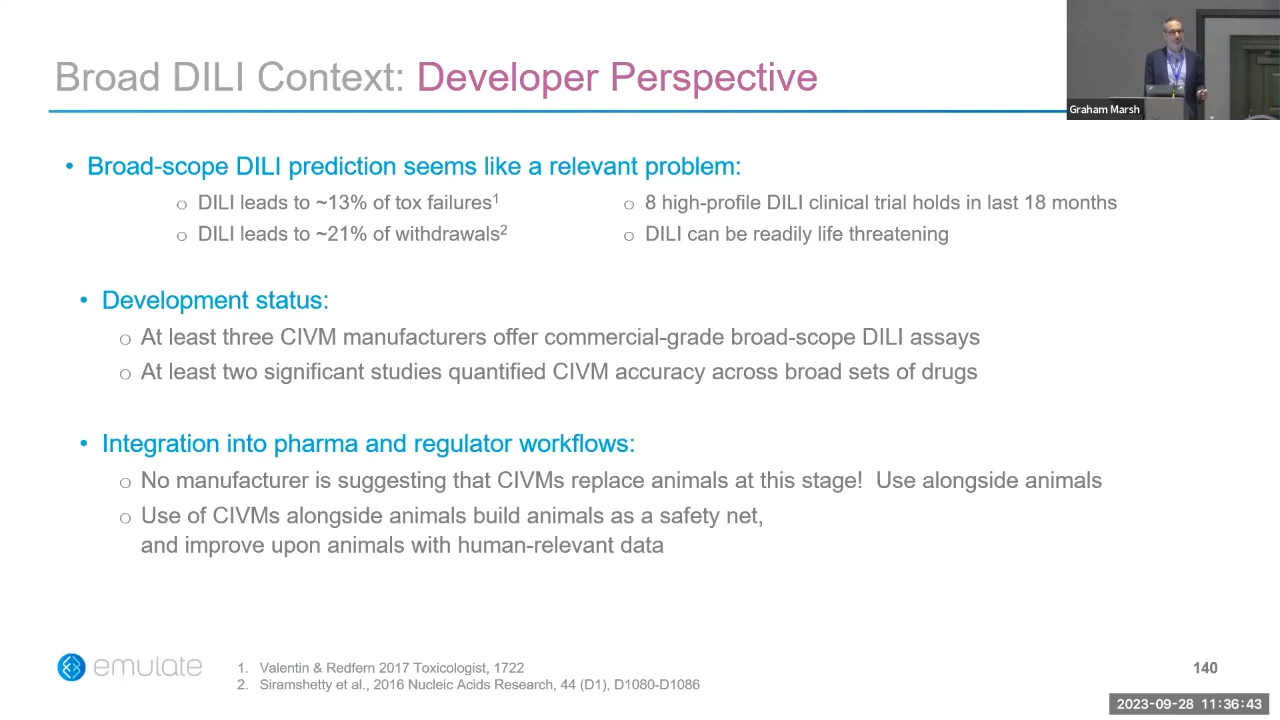 Broad DILI Context: Developer Perspective
Graham Marsh
• Broad-scope DILI prediction seems like a relevant problem:
o DILI leads to ~13% of tox failures1
o 8 high-profile DILI clinical trial holds in last 18 months
o DILI leads to ~21% of withdrawals2
o DILI can be readily life threatening
• Development status:
o At least three CIVM manufacturers offer commercial-grade broad-scope DILI assays
o At least two significant studies quantified CIVM accuracy across broad sets of drugs
• Integration into pharma and regulator workflows:
o No manufacturer is suggesting that CIVMs replace animals at this stage! Use alongside animals
o Use of CIVMs alongside animals build animals as a safety net,
and improve upon animals with human-relevant data
emulate
1. Valentin & Redfern 2017 Toxicologist, 1722
2. Siramshetty et al., 2016 Nucleic Acids Research, 44 (D1), D1080-D1086
140
2023-09-28 11:36:43